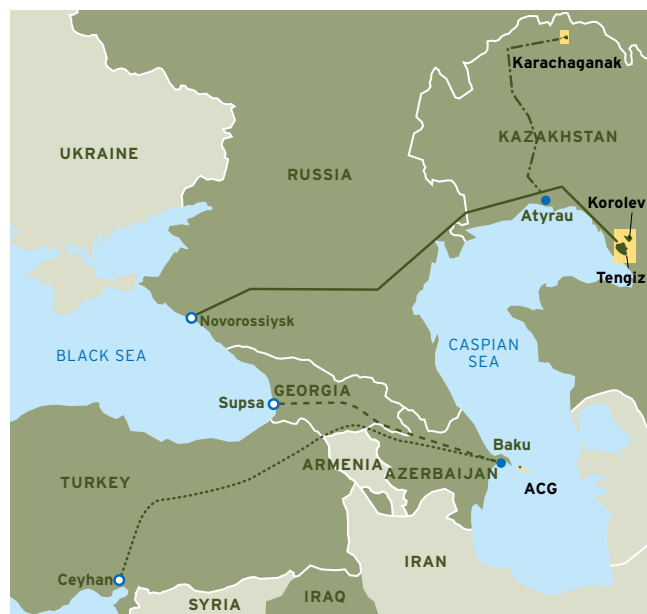 Karachaganak
KAZAKHSTAN
UKRAINE
RUSSIA
Korolev
Atyrau
Tengiz
Novorossiysk
CASPIAN
SEA
BLACK SEA
GEORGIA
Supsa
Baku
ARMENIA
AZERBAIJAN
TURKEY
ACG
IRAN
Ceyhan
SYRIA
IRAQ